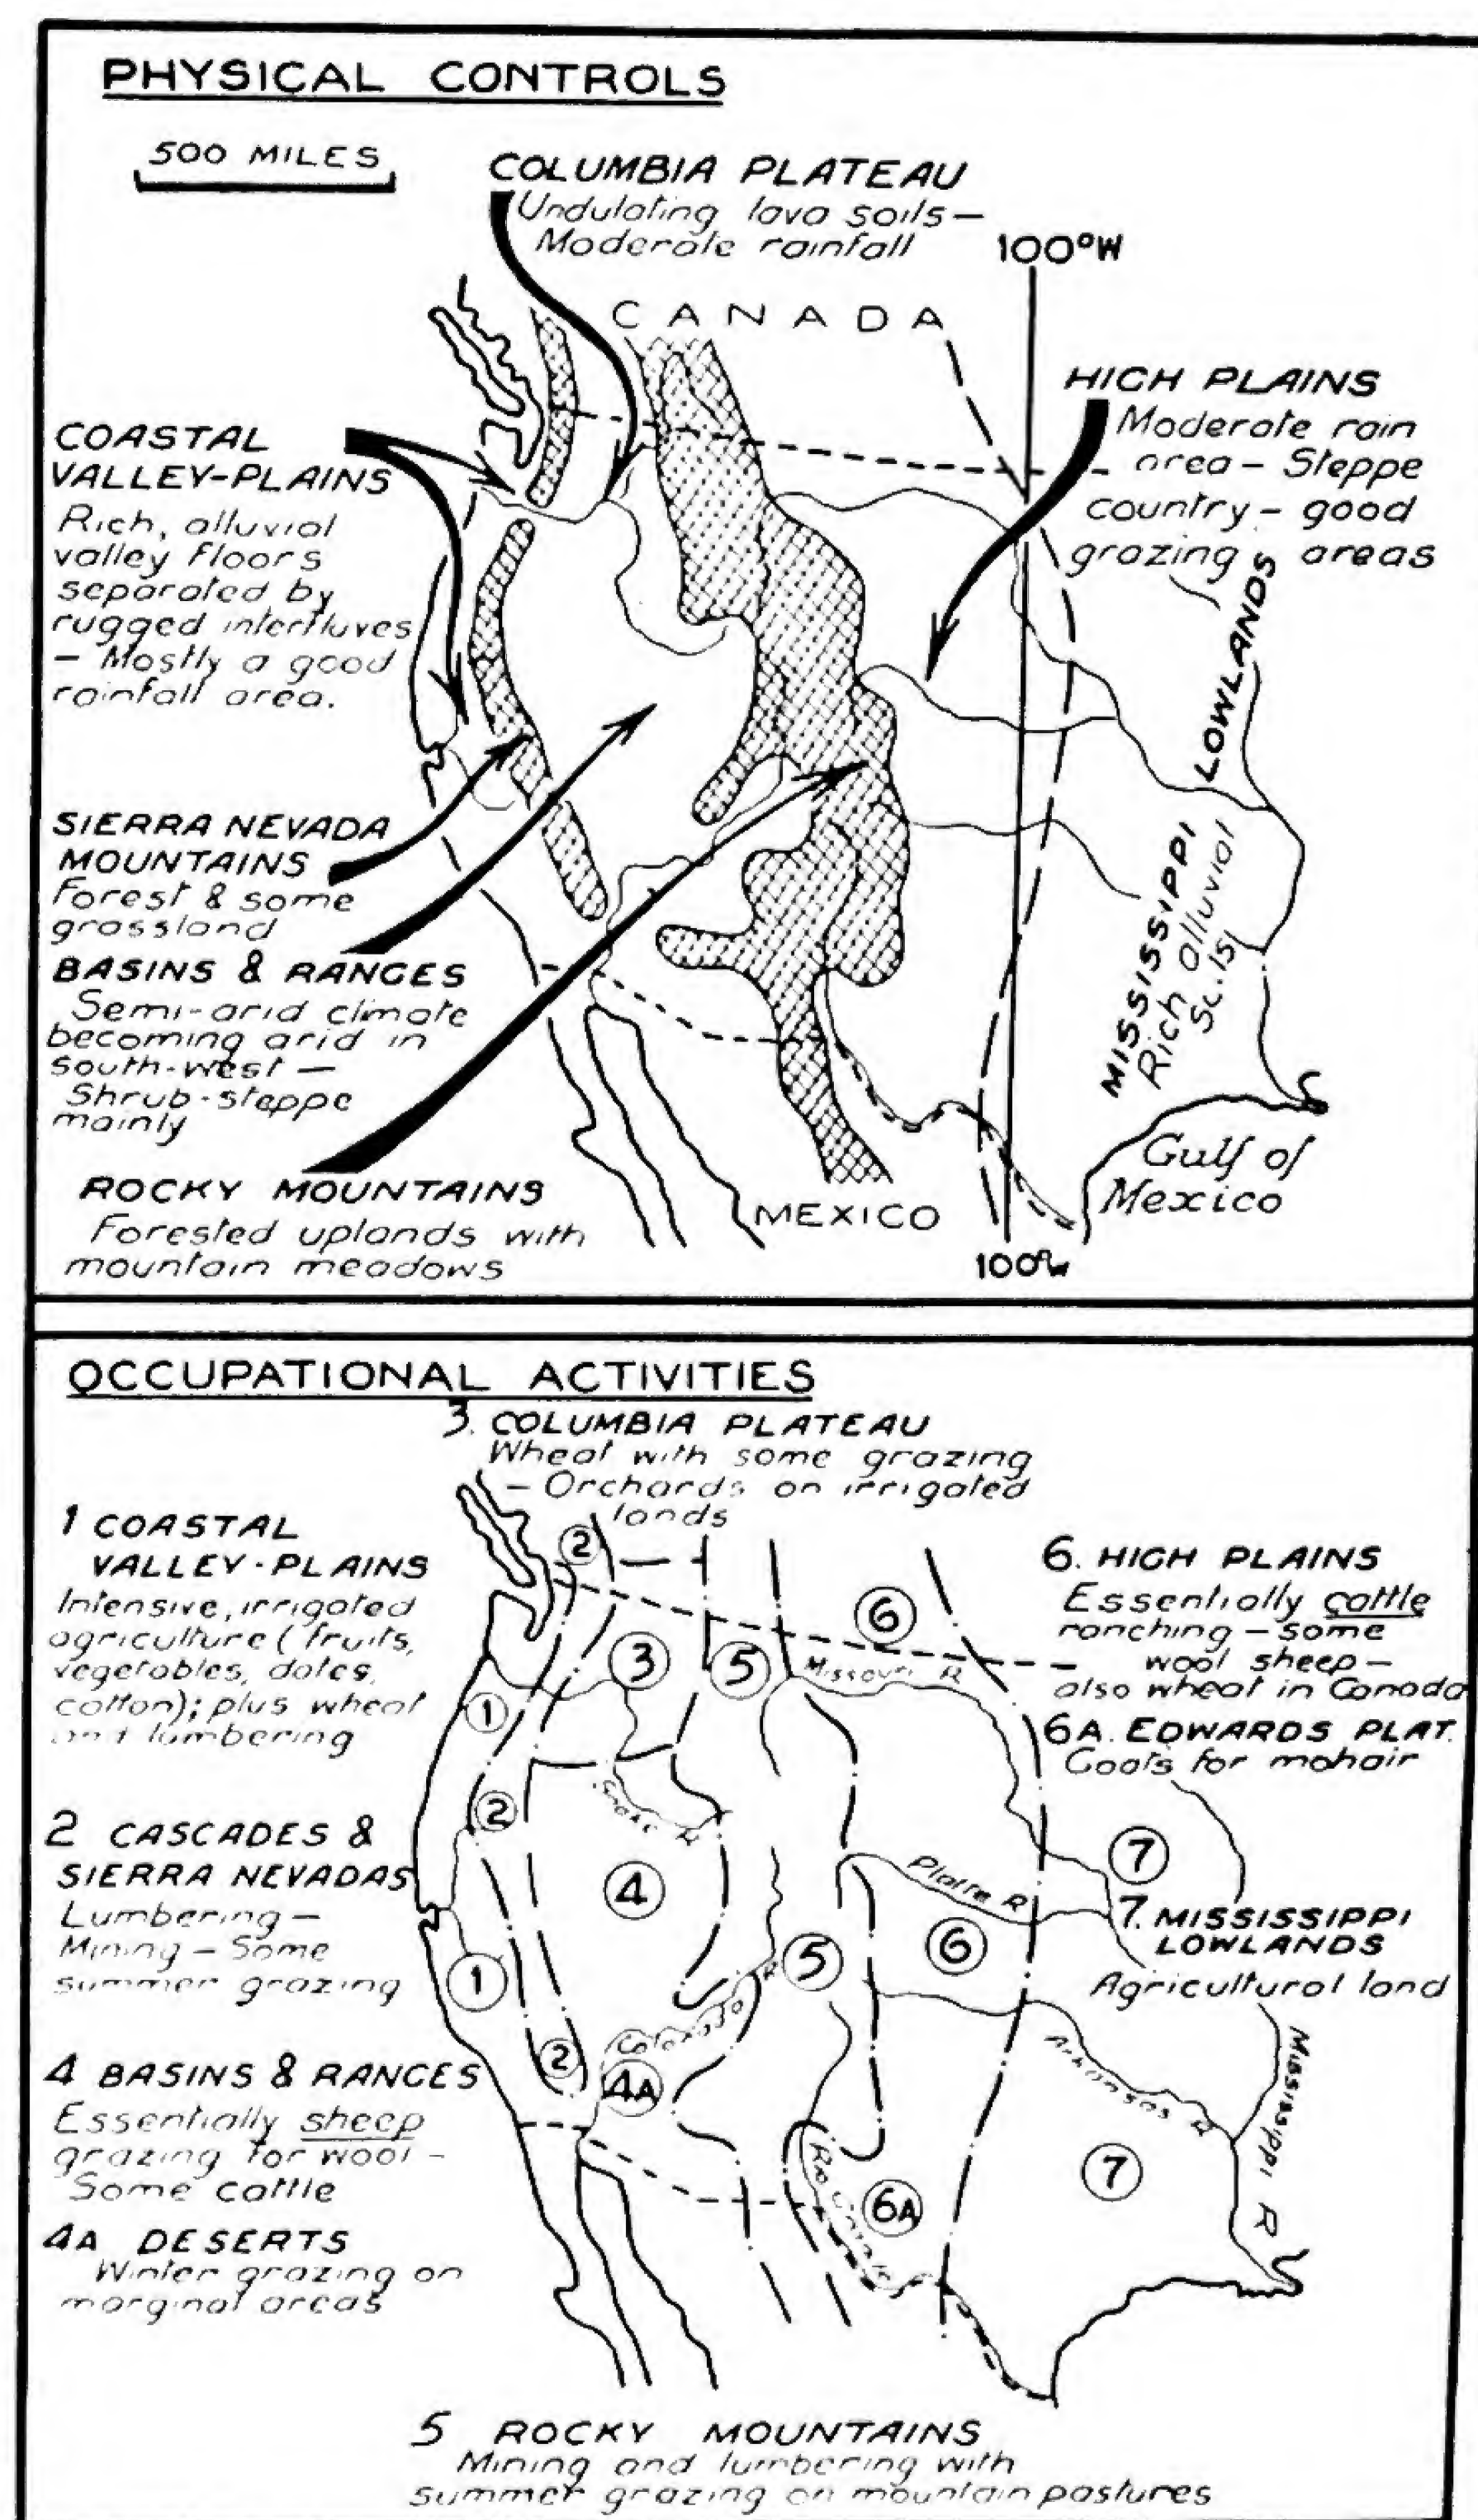 PHYSICAL CONTROLS
500 MILES
COLUMBIA PLATEAU
Undulating lava soils—
Moderate rainfall
100°W
CANADA
HIGH PLAINS
Moderate rain
area – Steppe
country – good
grazing areas
COASTAL
VALLEY-PLAINS
Rich, alluvial
valley floors
separated by
rugged interfluves
– Mostly a good
rainfall area.
MISSISSIPPI LOWLANDS
Rich alluvial
SIERRA NEVADA
MOUNTAINS
Forest & some
grassland
BASINS & RANGES
Semi-arid climate
becoming arid in
south-west —
Shrub-steppe
mainly
ROCKY MOUNTAINS
Forested uplands with
mountain meadows
MEXICO
Gulf of
Mexico
100°W
OCCUPATIONAL ACTIVITIES
3. COLUMBIA PLATEAU
Wheat with some grazing
– Orchards on irrigated
lands
1 COASTAL
VALLEY-PLAINS
Intensive, irrigated
agriculture (fruits,
vegetables, dates,
cotton); plus wheat
and lumbering
2 CASCADES &
SIERRA NEVADAS
Lumbering —
Mining – Some
summer grazing
4 BASINS & RANGES
Essentially sheep
grazing for wool –
Some cattle
4A DESERTS
Winter grazing on
marginal areas
6. HIGH PLAINS
Essentially cattle
ranching – some
wool sheep –
also wheat in Canada
6A. EDWARDS PLAT.
Goats for mohair
7. MISSISSIPPI
LOWLANDS
Agricultural land
2
3
5
6
Missouri R
1
2
Snake R
4
7
Platte R
6
5
1
2
Colorado R
4A
Arkansas R
Mississippi R
7
6A
Rio Grande
5 ROCKY MOUNTAINS
Mining and lumbering with
summer grazing on mountain pastures